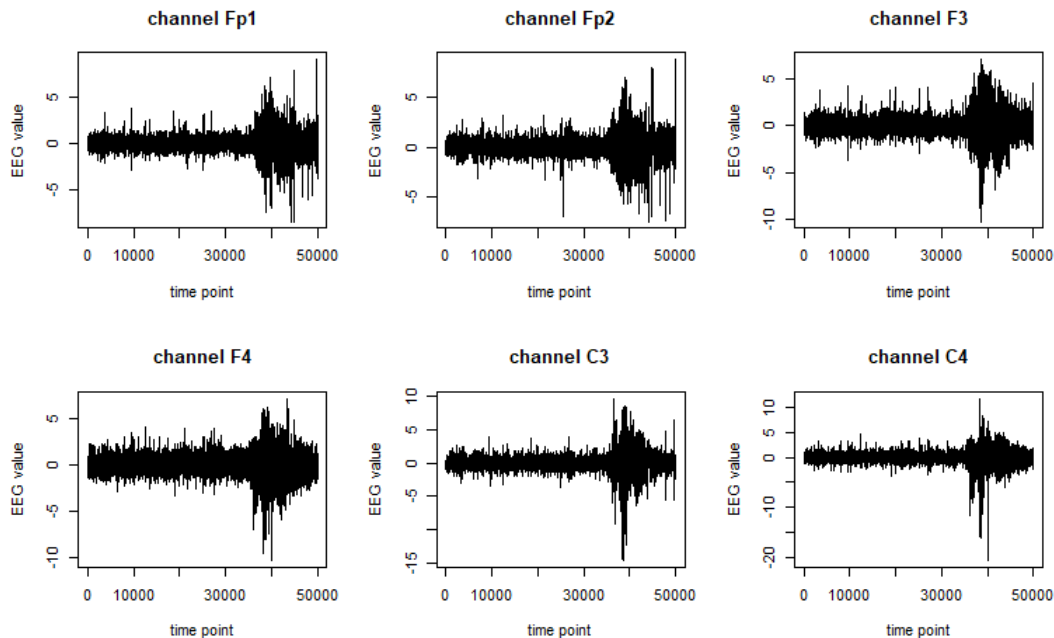 channel Fp1
channel Fp2
channel F3
EEG value
5
0
-5
EEG value
5
0
-5
EEG value
5
0
-5
-10
0 10000 30000 50000
0 10000 30000 50000
0 10000 30000 50000
time point
time point
time point
channel F4
channel C3
channel C4
EEG value
5
0
-5
-10
EEG value
10
5
0
-5
-15
EEG value
10
5
0
-10
-20
0 10000 30000 50000
0 10000 30000 50000
0 10000 30000 50000
time point
time point
time point